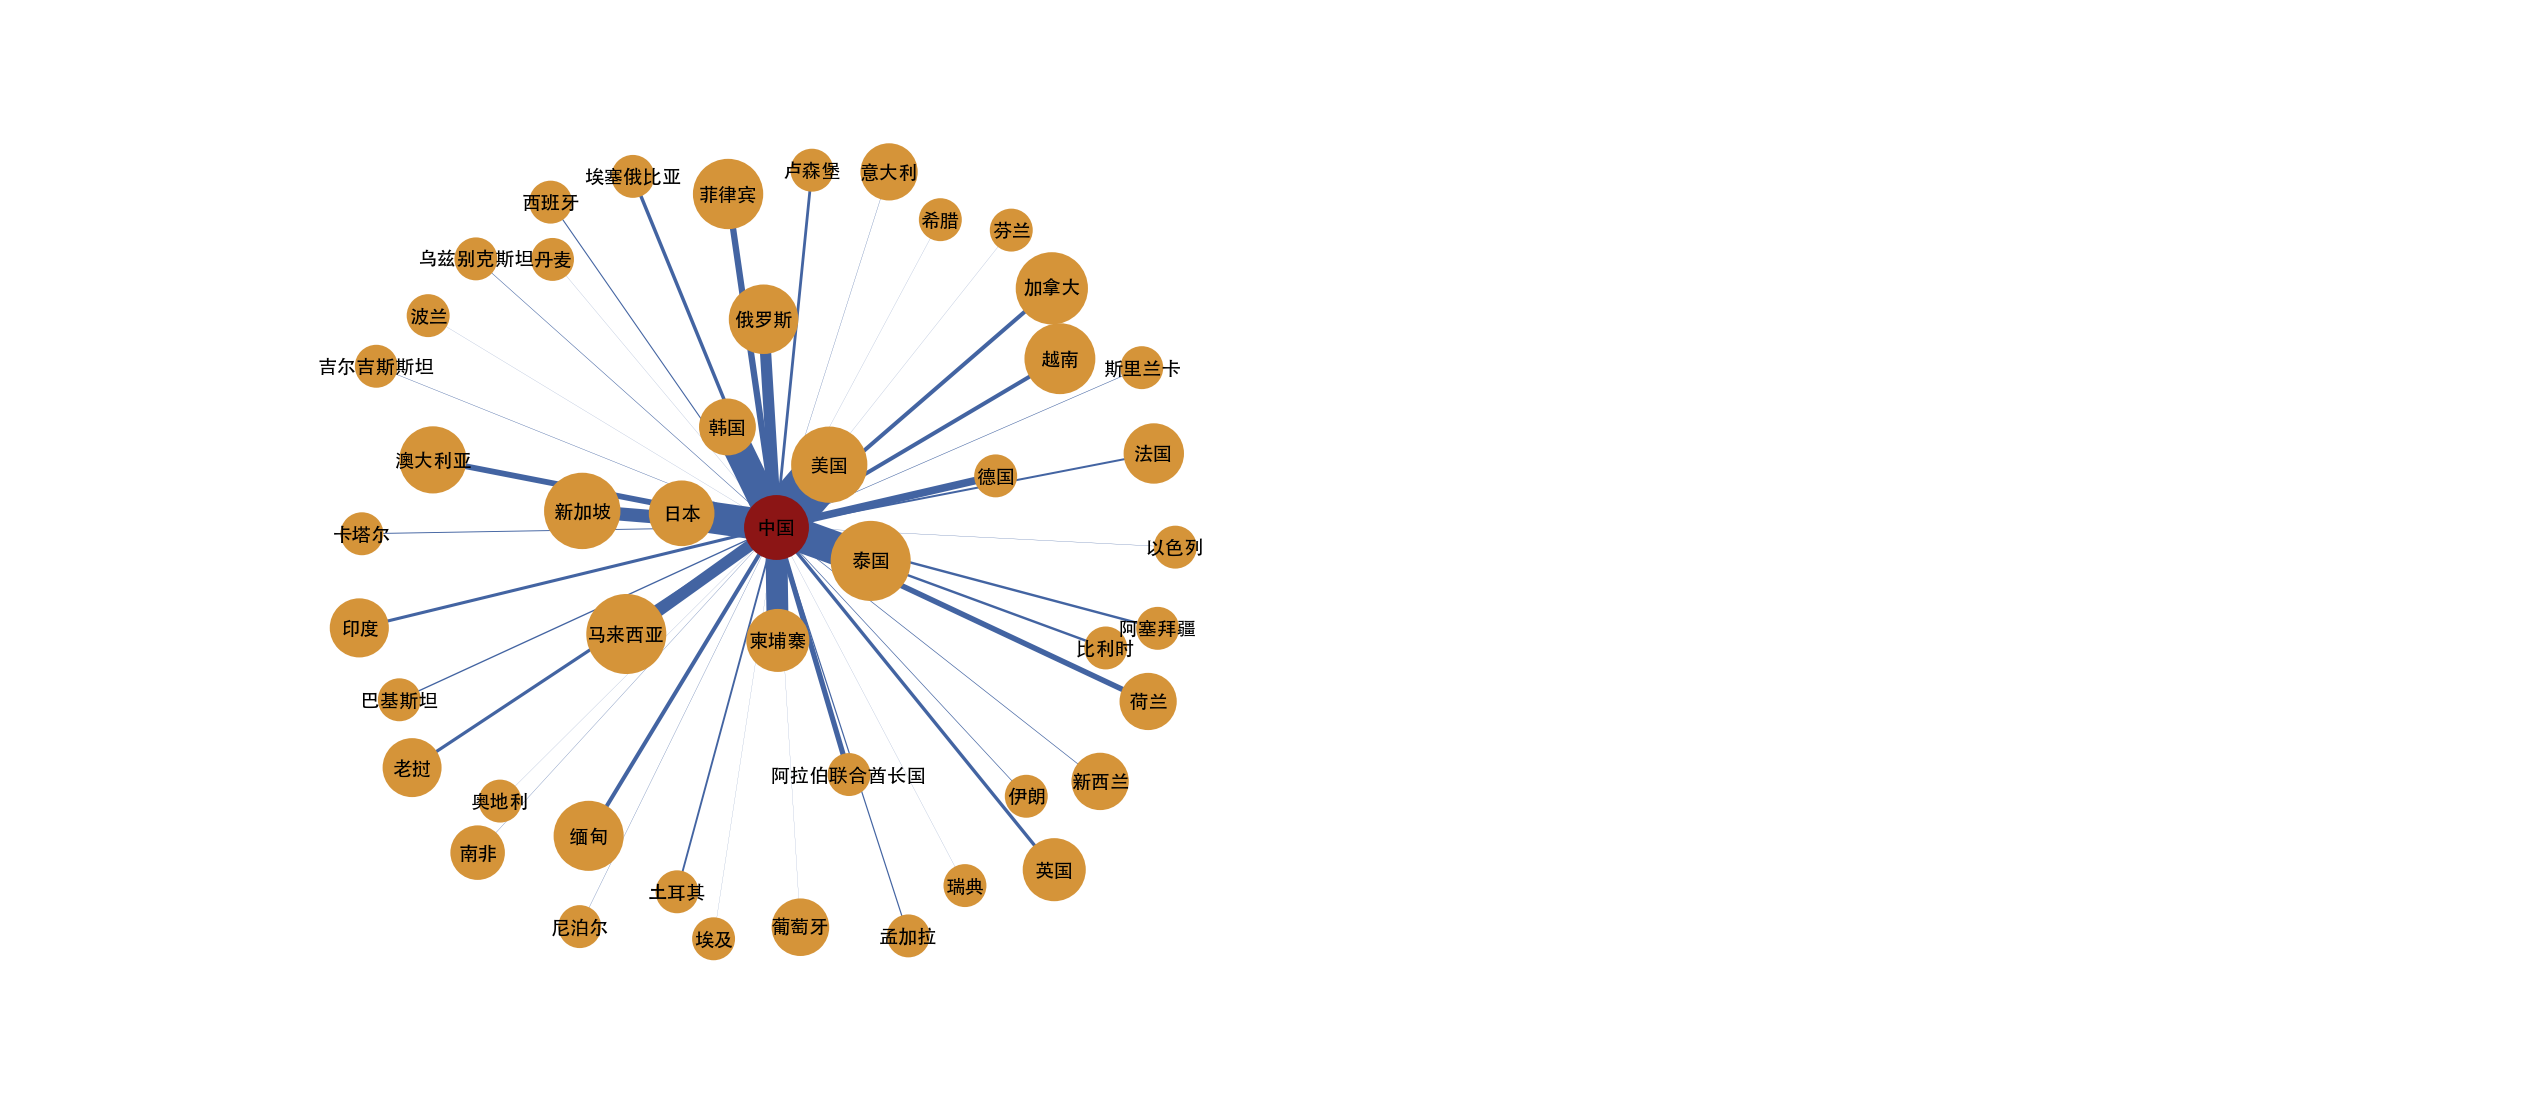 卢森堡
意大利
埃塞俄比亚
菲律宾
西班牙
希腊
芬兰
乌兹别克斯坦
丹麦
加拿大
波兰
俄罗斯
越南
吉尔吉斯斯坦
斯里兰卡
韩国
法国
澳大利亚
美国
德国
新加坡
日本
中国
卡塔尔
以色列
泰国
印度
阿塞拜疆
马来西亚
柬埔寨
比利时
巴基斯坦
荷兰
老挝
阿拉伯联合酋长国
新西兰
奥地利
伊朗
缅甸
南非
英国
瑞典
土耳其
尼泊尔
葡萄牙
孟加拉
埃及